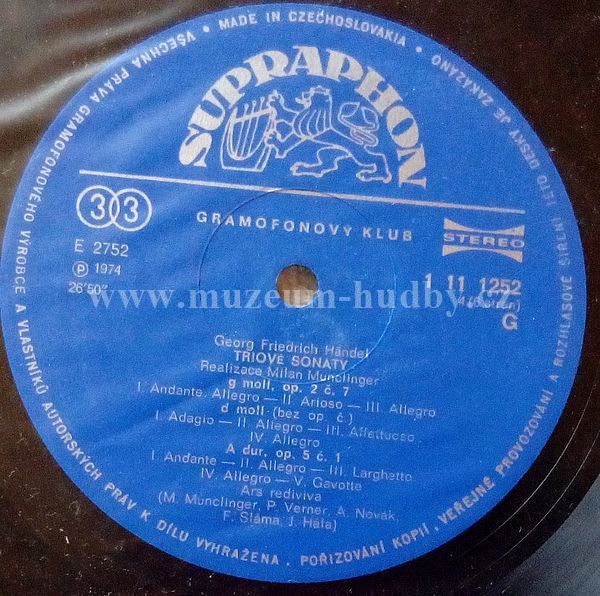 VŠECHNA PRÁVA GRAMOFONOVÉHO VÝROBCE A VLASTNÍKŮ AUTORSKÝCH PRÁV K DÍLU VYHRAŽENA. POŘIZOVÁNÍ KOPIÍ, VEŘEJNÉ PROVOZOVÁNÍ A ROZHLASOVÉ ŠÍŘENÍ TÉTO DESKY JE ZAKÁZÁNO • MADE IN CZECHOSLOVAKIA •
SUPRAPHON
33
GRAMOFONOVÝ KLUB
STEREO
E 2752
Ⓟ 1974
26'50"
1 11 1252
G
www.muzeum-hudby.cz
Georg Friedrich Händel
TRIOVÉ SONÁTY
Realizace Milan Munclinger
g moll, op. 2 č. 7
I. Andante, Allegro — II. Arioso — III. Allegro
d moll (bez op. č.)
I. Adagio — II. Allegro — III. Affettuoso
IV. Allegro
A dur, op. 5 č. 1
I. Andante — II. Allegro — III. Larghetto
IV. Allegro — V. Gavotte
Ars rediviva
(M. Munclinger, P. Verner, A. Novák,
F. Sláma, J. Hála)